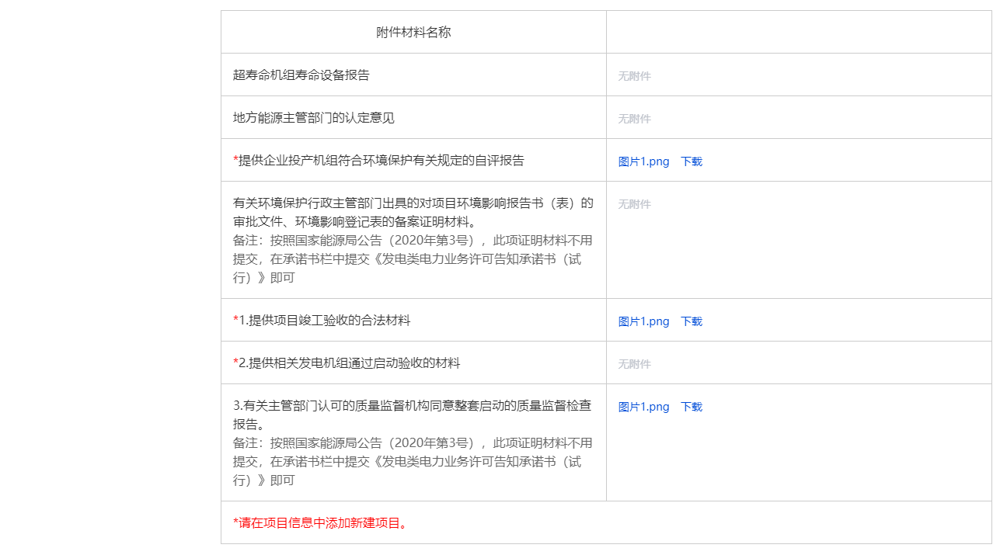 附件材料名称
超寿命机组寿命设备报告
无附件
地方能源主管部门的认定意见
无附件
*提供企业投产机组符合环境保护有关规定的自评报告
图片1.png 下载
有关环境保护行政主管部门出具的对项目环境影响报告书（表）的
审批文件、环境影响登记表的备案证明材料。
备注：按照国家能源局公告（2020年第3号），此项证明材料不用
提交，在承诺书栏中提交《发电类电力业务许可告知承诺书（试
行）》即可
无附件
*1.提供项目竣工验收的合法材料
图片1.png 下载
*2.提供相关发电机组通过启动验收的材料
无附件
3.有关主管部门认可的质量监督机构同意整套启动的质量监督检查
报告。
备注：按照国家能源局公告（2020年第3号），此项证明材料不用
提交，在承诺书栏中提交《发电类电力业务许可告知承诺书（试
行）》即可
图片1.png 下载
*请在项目信息中添加新建项目。